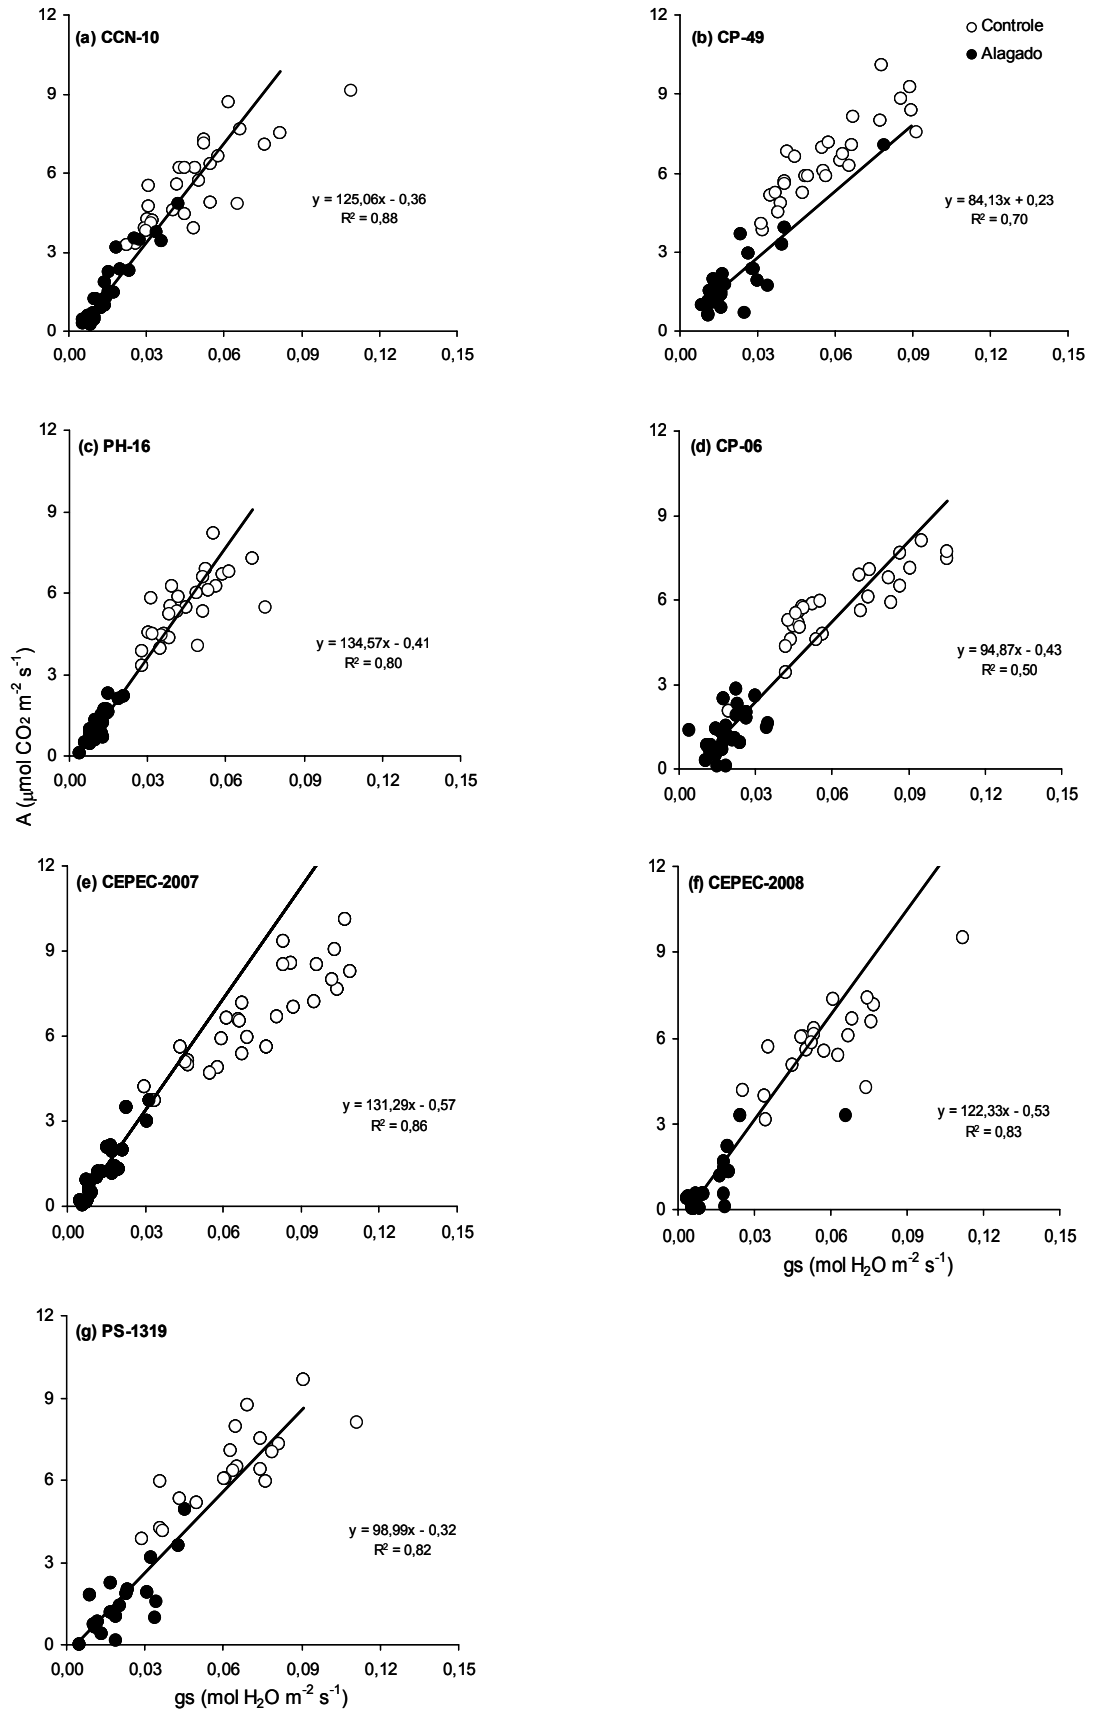 (a) CCN-10
12
9
6
3
0
y = 125,06x - 0,36
R² = 0,88
0,00 0,03 0,06 0,09 0,12 0,15
(b) CP-49
Controle
Alagado
12
9
6
3
0
y = 84,13x + 0,23
R² = 0,70
0,00 0,03 0,06 0,09 0,12 0,15
A (μmol CO2 m⁻² s⁻¹)
(c) PH-16
12
9
6
3
0
y = 134,57x - 0,41
R² = 0,80
0,00 0,03 0,06 0,09 0,12 0,15
(d) CP-06
12
9
6
3
0
y = 94,87x - 0,43
R² = 0,50
0,00 0,03 0,06 0,09 0,12 0,15
(e) CEPEC-2007
12
9
6
3
0
y = 131,29x - 0,57
R² = 0,86
0,00 0,03 0,06 0,09 0,12 0,15
(f) CEPEC-2008
12
9
6
3
0
y = 122,33x - 0,53
R² = 0,83
0,00 0,03 0,06 0,09 0,12 0,15
gs (mol H₂O m⁻² s⁻¹)
(g) PS-1319
12
9
6
3
0
y = 98,99x - 0,32
R² = 0,82
0,00 0,03 0,06 0,09 0,12 0,15
gs (mol H₂O m⁻² s⁻¹)